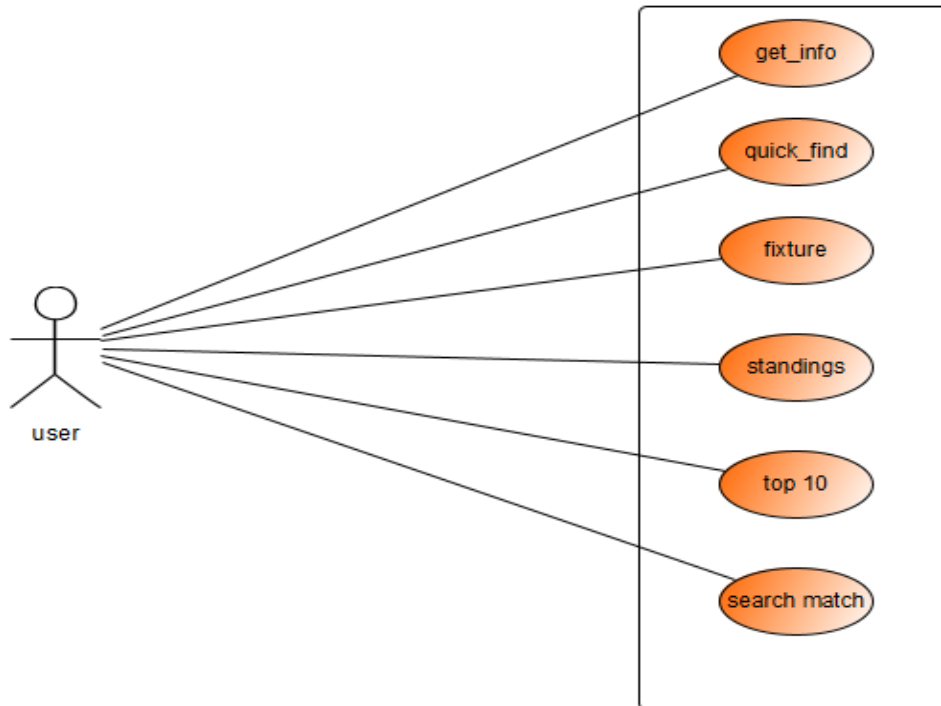 get_info
quick_find
fixture
standings
top 10
search match
user